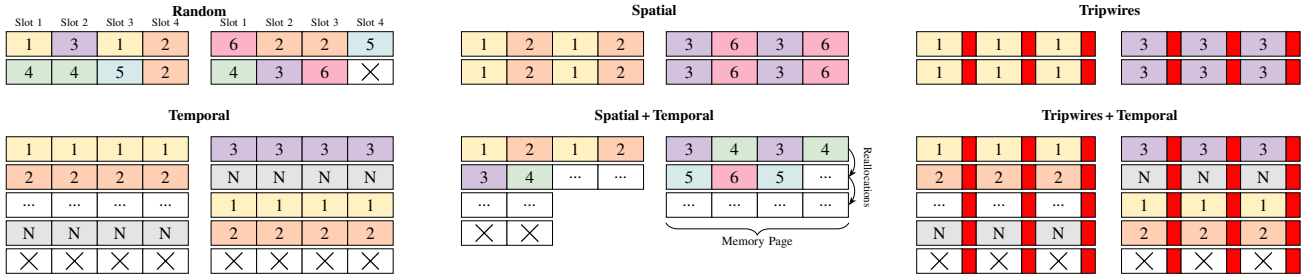 Random
Slot 1 Slot 2 Slot 3 Slot 4 Slot 1 Slot 2 Slot 3 Slot 4
1 3 1 2 6 2 2 5
4 4 5 2 4 3 6
Spatial
1 2 1 2 3 6 3 6
1 2 1 2 3 6 3 6
Tripwires
1 1 1 3 3 3
1 1 1 3 3 3
Temporal
1 1 1 1 3 3 3 3
2 2 2 2 N N N N
... ... ... ... 1 1 1 1
N N N N 2 2 2 2
Spatial + Temporal
1 2 1 2 3 4 3 4
3 4 ... ... 5 6 5 ...
... ... ... ... ... ...
Reallocations
Memory Page
Tripwires + Temporal
1 1 1 3 3 3
2 2 2 N N N
... ... ... 1 1 1
N N N 2 2 2